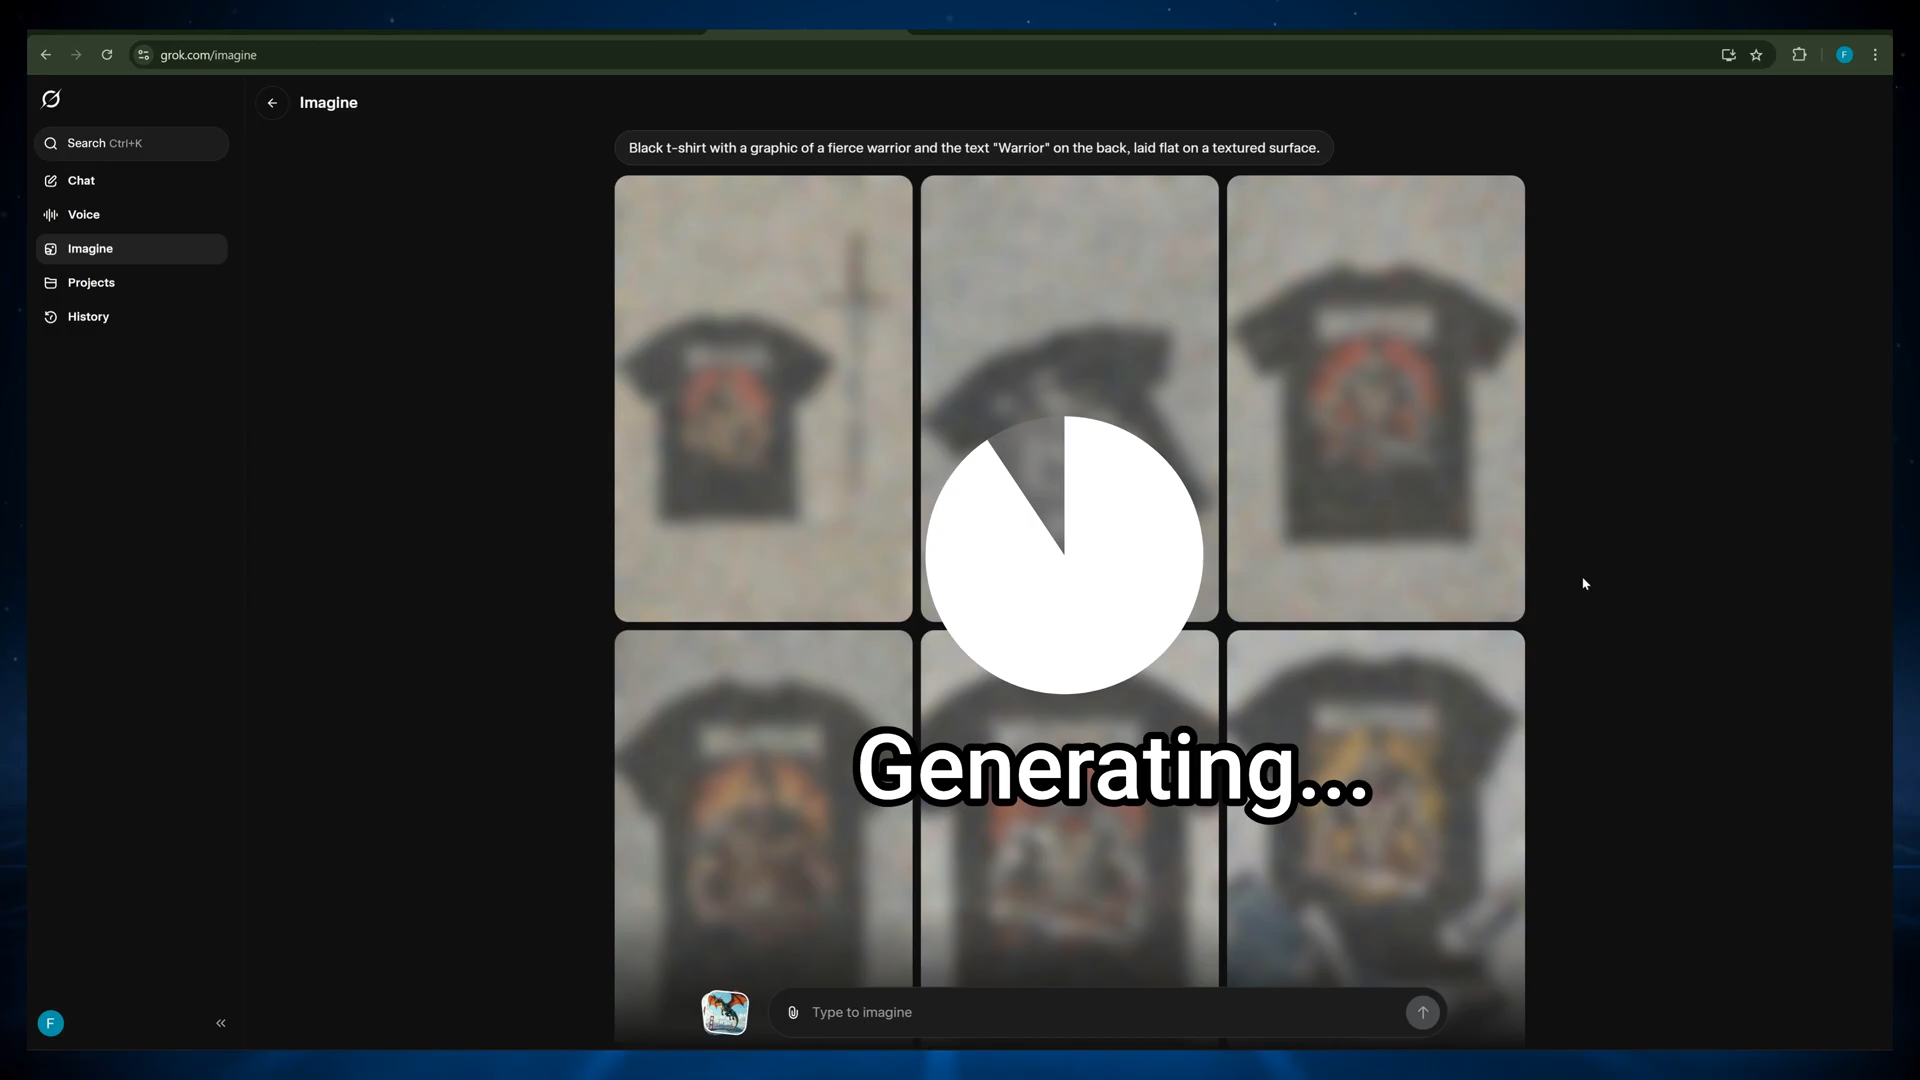 grok.com/imagine
F
Imagine
Search Ctrl+K
Chat
Voice
Imagine
Projects
History
Black t-shirt with a graphic of a fierce warrior and the text "Warrior" on the back, laid flat on a textured surface.
Generating...
Type to imagine
F